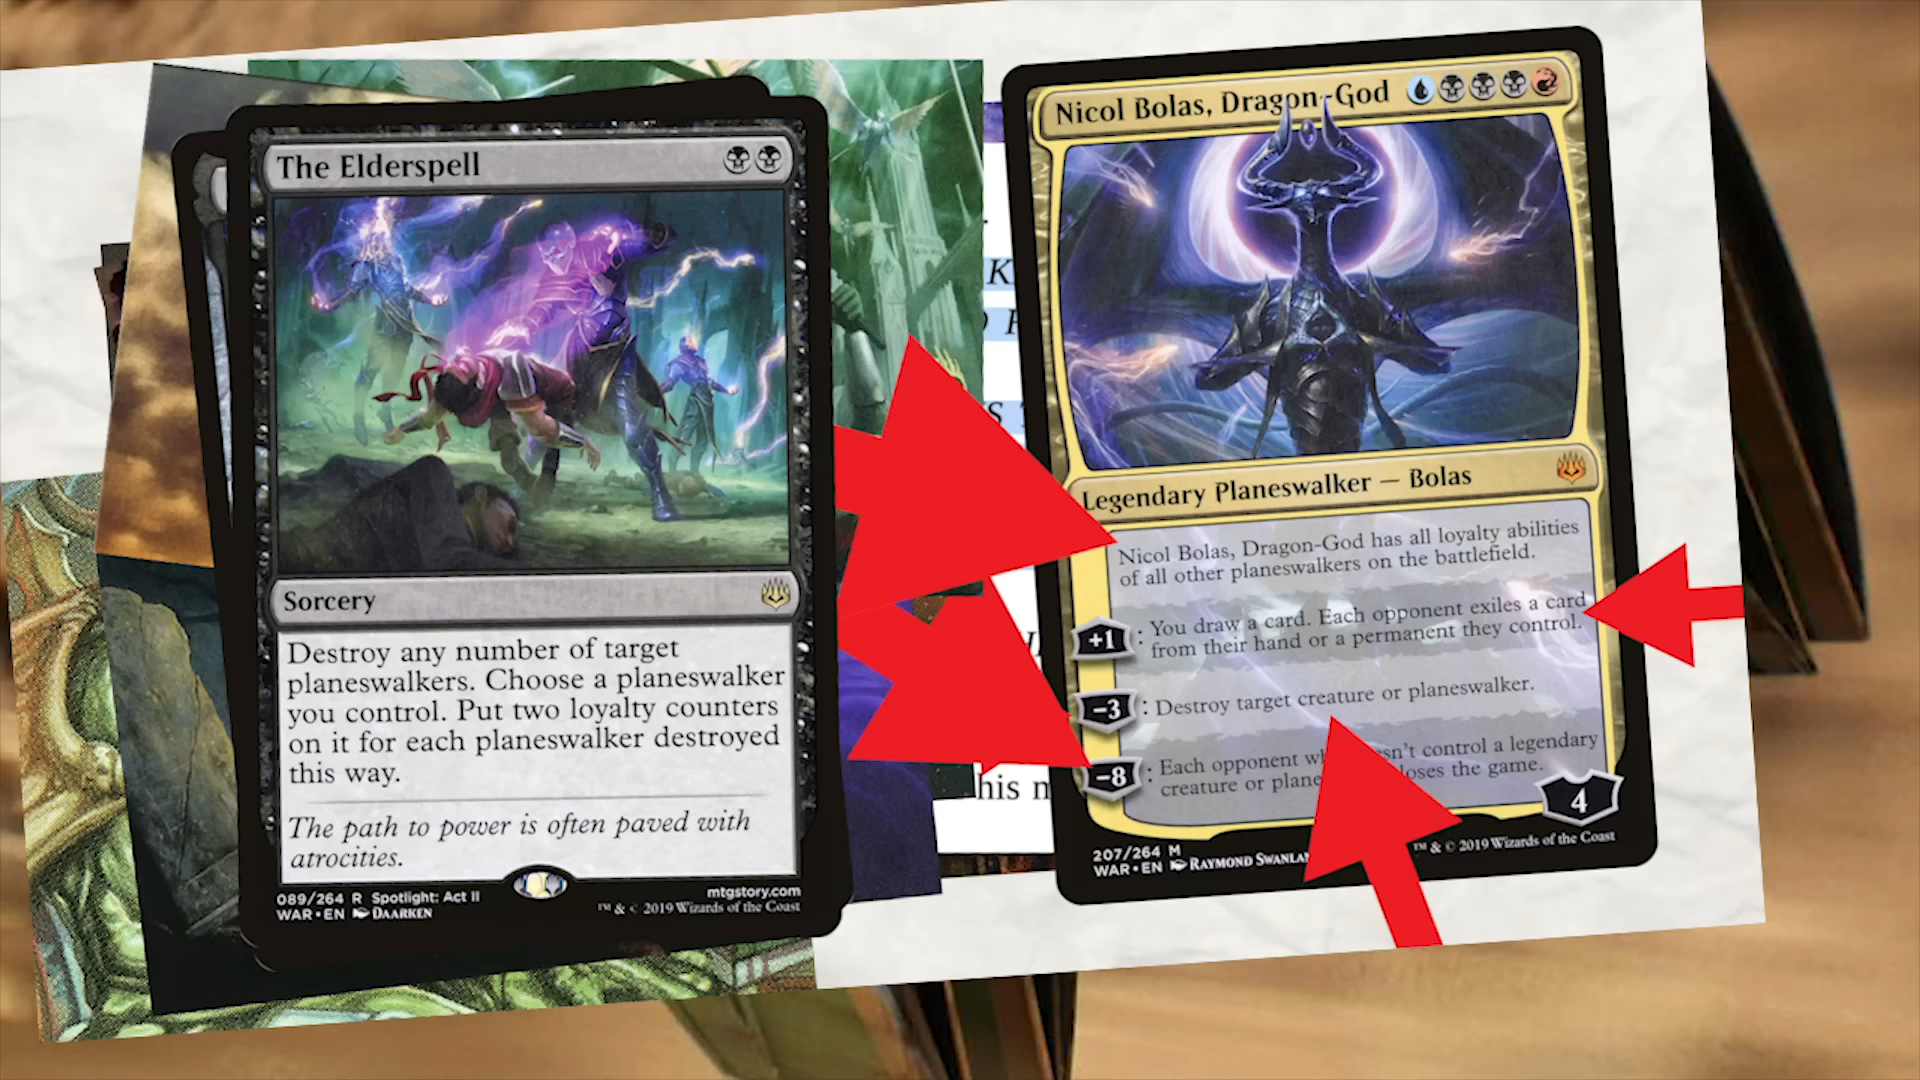 The Elderspell
Sorcery
Destroy any number of target
planeswalkers. Choose a planeswalker
you control. Put two loyalty counters
on it for each planeswalker destroyed
this way.
The path to power is often paved with
atrocities.
089/264 R Spotlight: Act II
WAR • EN DAARKEN
mtgstory.com
™ & © 2019 Wizards of the Coast
his
Nicol Bolas, Dragon-God
Legendary Planeswalker — Bolas
Nicol Bolas, Dragon-God has all loyalty abilities
of all other planeswalkers on the battlefield.
+1 : You draw a card. Each opponent exiles a card
from their hand or a permanent they control.
−3 : Destroy target creature or planeswalker.
−8 : Each opponent control a legendary
creature or loses the game.
4
207/264 M
WAR • EN RAYMOND
™ & © 2019 Wizards of the Coast